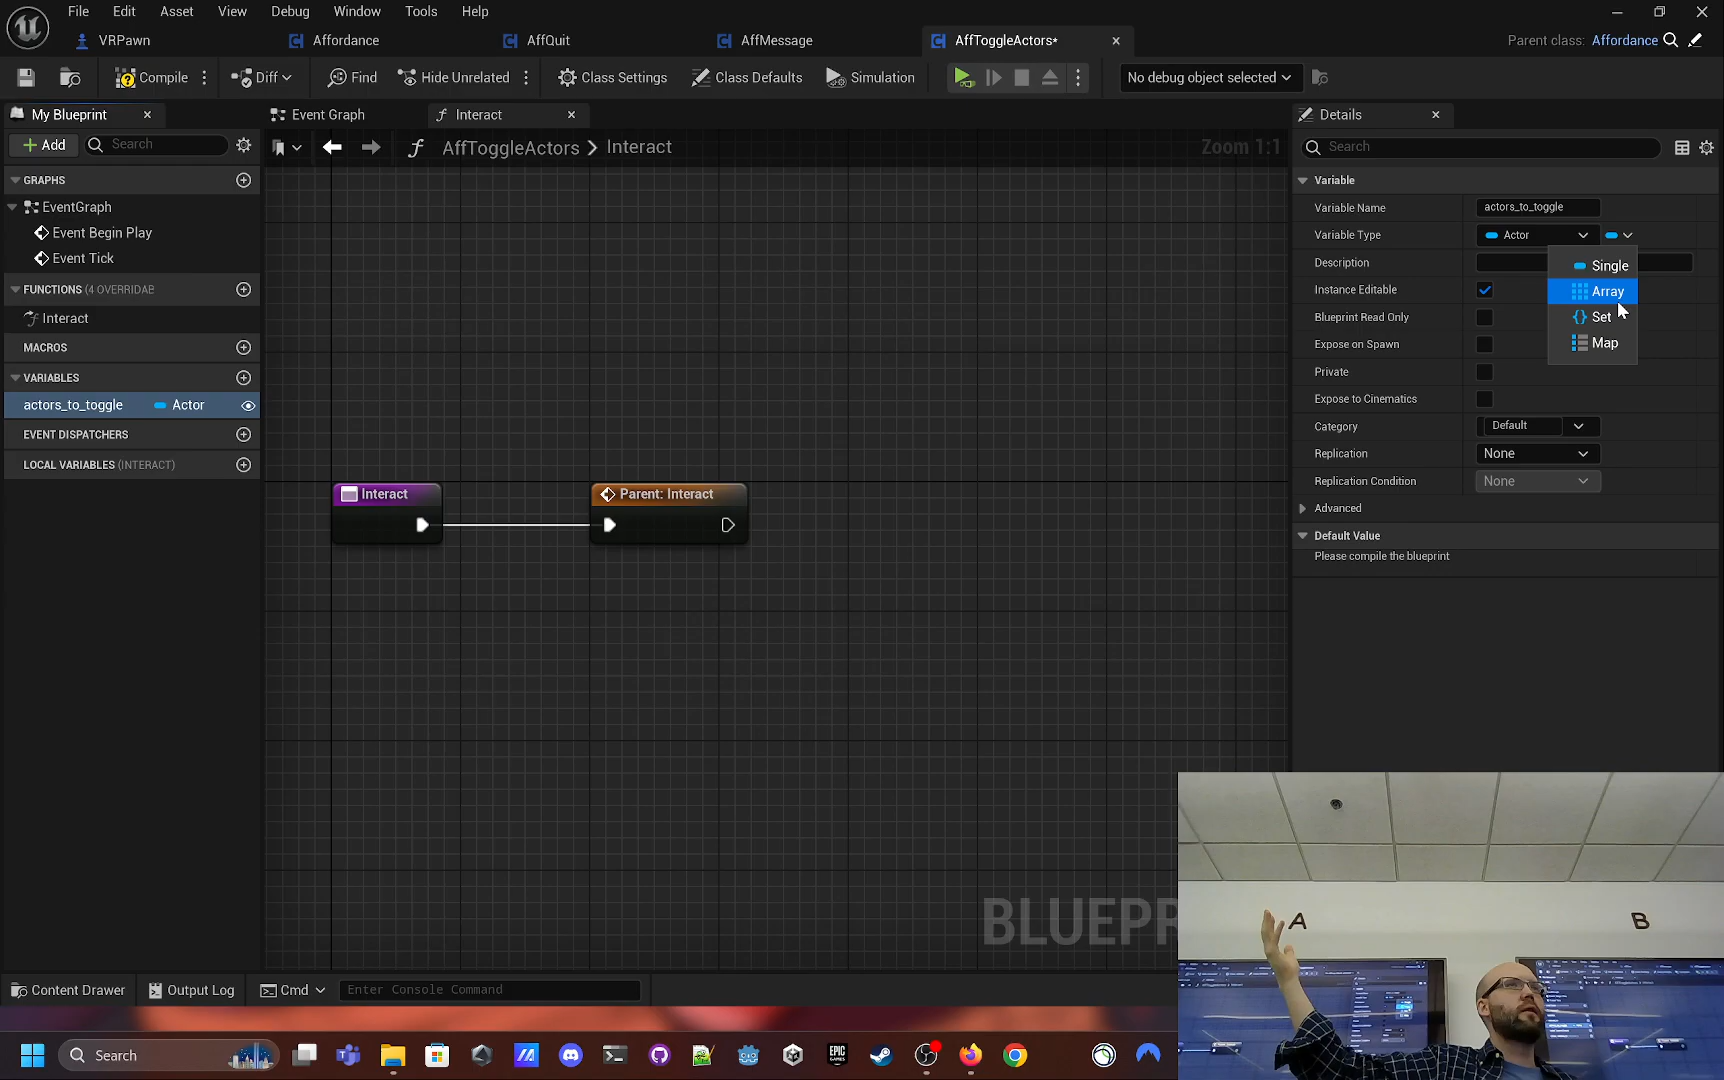 File Edit Asset View Debug Window Tools Help
VRPawn Affordance AffQuit AffMessage AffToggleActors* Parent class: Affordance
Compile Diff Find Hide Unrelated Class Settings Class Defaults Simulation No debug object selected
My Blueprint Event Graph Interact Details
Add Search AffToggleActors > Interact Zoom 1:1 Search
GRAPHS Variable
EventGraph Variable Name actors_to_toggle
Event Begin Play Variable Type Actor
Event Tick Description Single
FUNCTIONS (4 OVERRIDAB Instance Editable Array
Interact Blueprint Read Only Set
MACROS Expose on Spawn Map
VARIABLES Private
actors_to_toggle Actor Expose to Cinematics
EVENT DISPATCHERS Category Default
LOCAL VARIABLES (INTERACT) Replication None
Replication Condition None
Interact Parent: Interact Advanced
Default Value
Please compile the blueprint
BLUEPR
A B
Content Drawer Output Log Cmd Enter Console Command
Search
EPIC GAMES